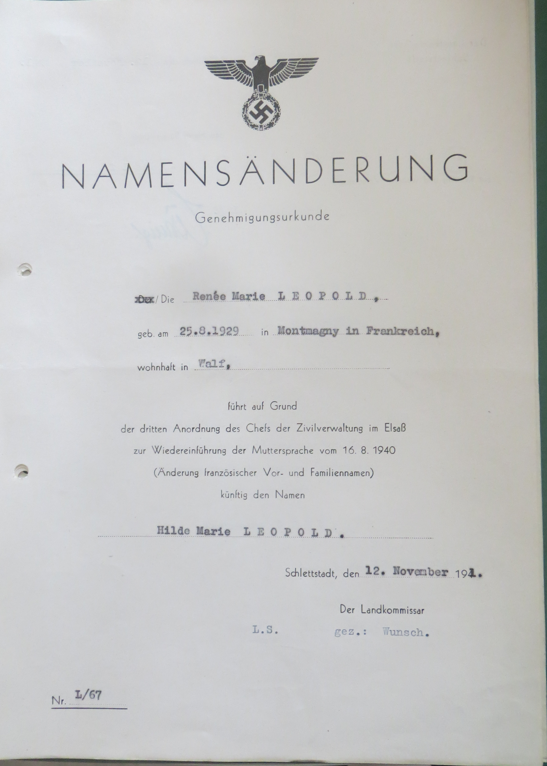 NAMENSÄNDERUNG
Genehmigungsurkunde
Der/Die Renée Marie LEOPOLD,
geb. am 25.8.1929 in Montmagny in Frankreich,
wohnhaft in Walf,
führt auf Grund
der dritten Anordnung des Chefs der Zivilverwaltung im Elsaß
zur Wiedereinführung der Muttersprache vom 16. 8. 1940
(Änderung französischer Vor- und Familiennamen)
künftig den Namen
Hilde Marie LEOPOLD.
Schlettstadt, den 12. November 191.
Der Landkommissar
L.S. gez.: Wunsch.
Nr. L/67